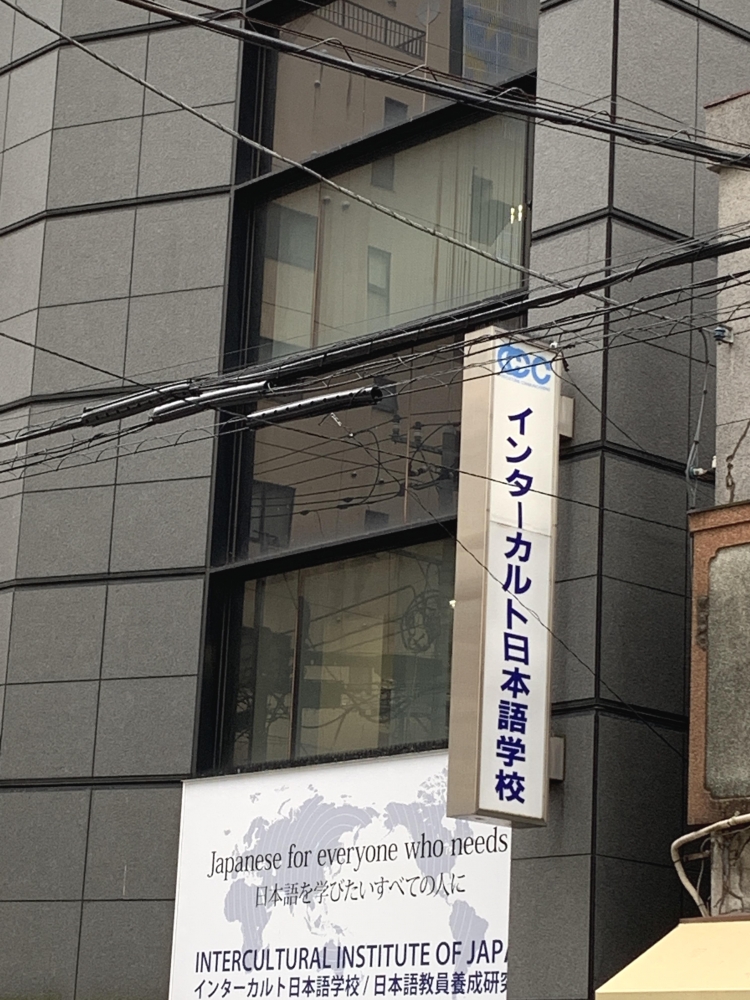 インターカルト日本語学校
Japanese for everyone who needs
日本語を学びたいすべての人に
INTERCULTURAL INSTITUTE OF JAPA
インターカルト日本語学校 / 日本語教員養成研究